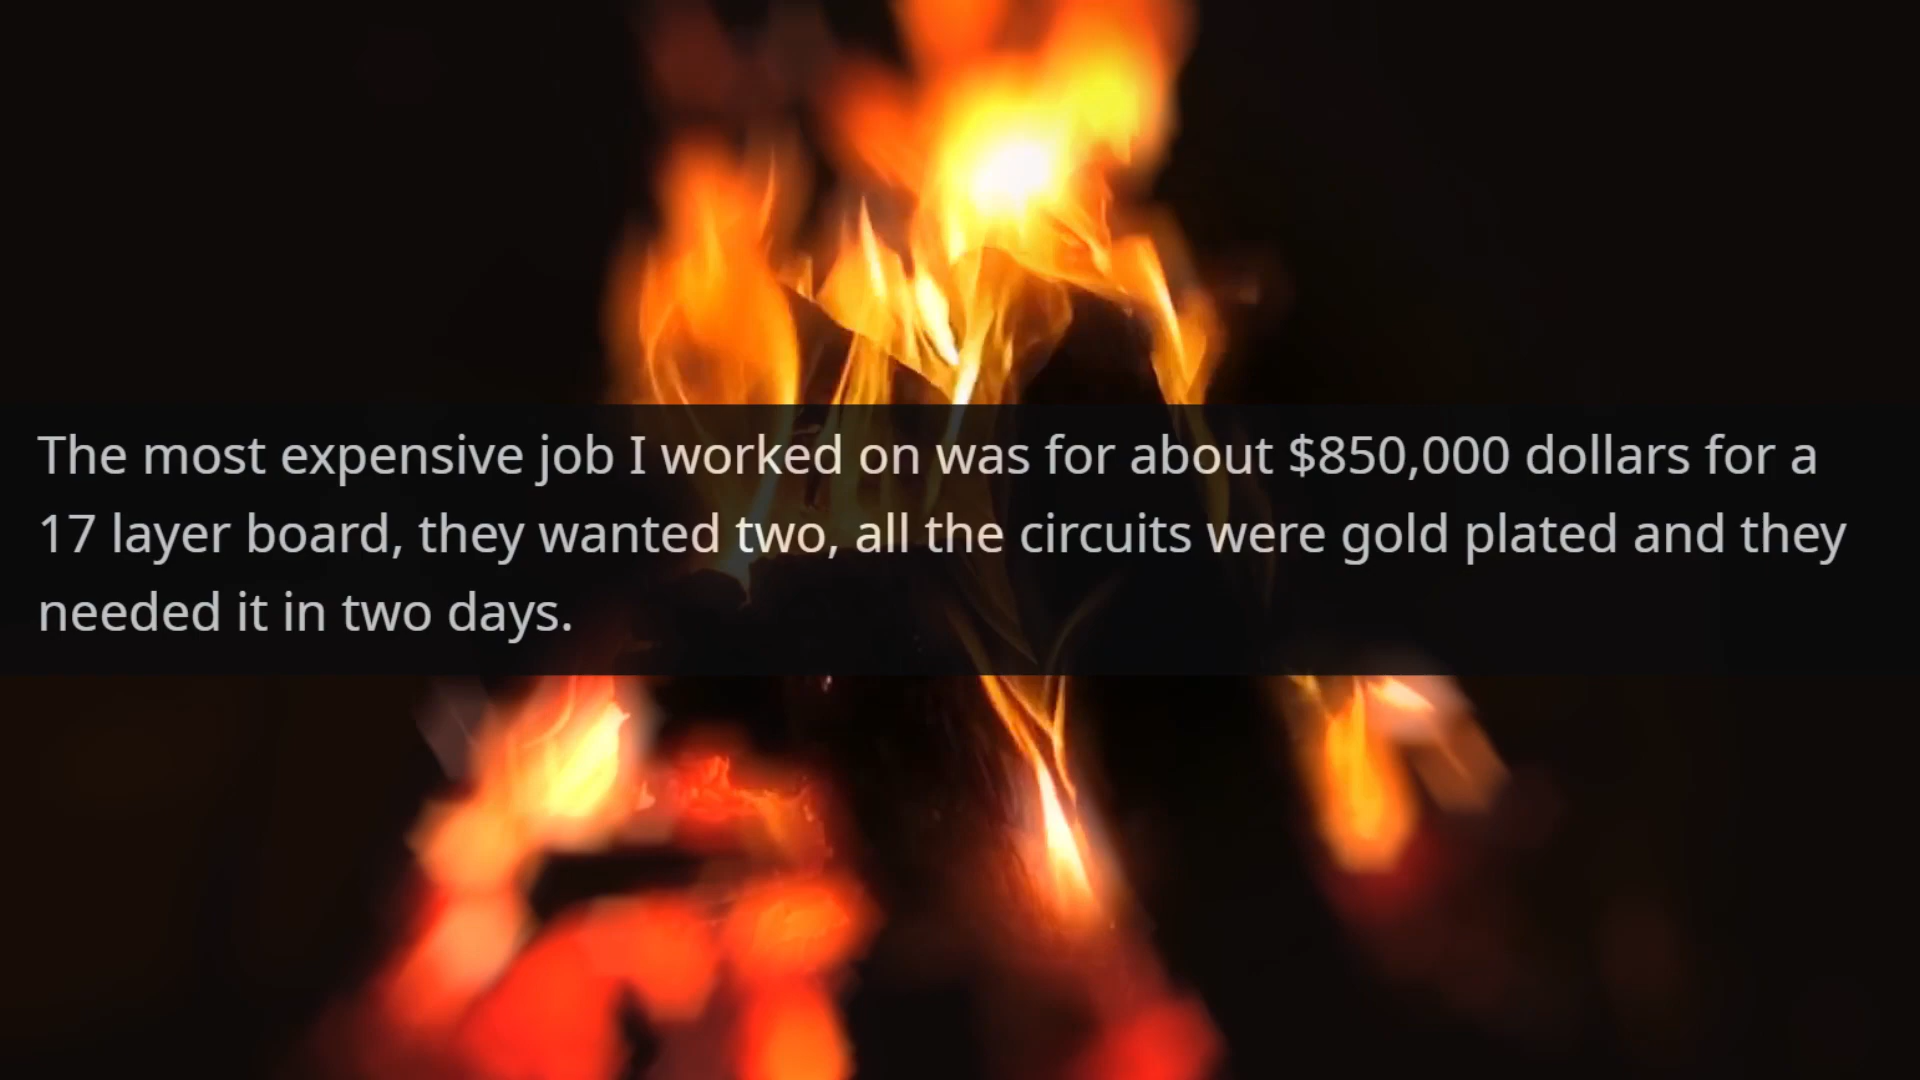 The most expensive job I worked on was for about $850,000 dollars for a
17 layer board, they wanted two, all the circuits were gold plated and they
needed it in two days.